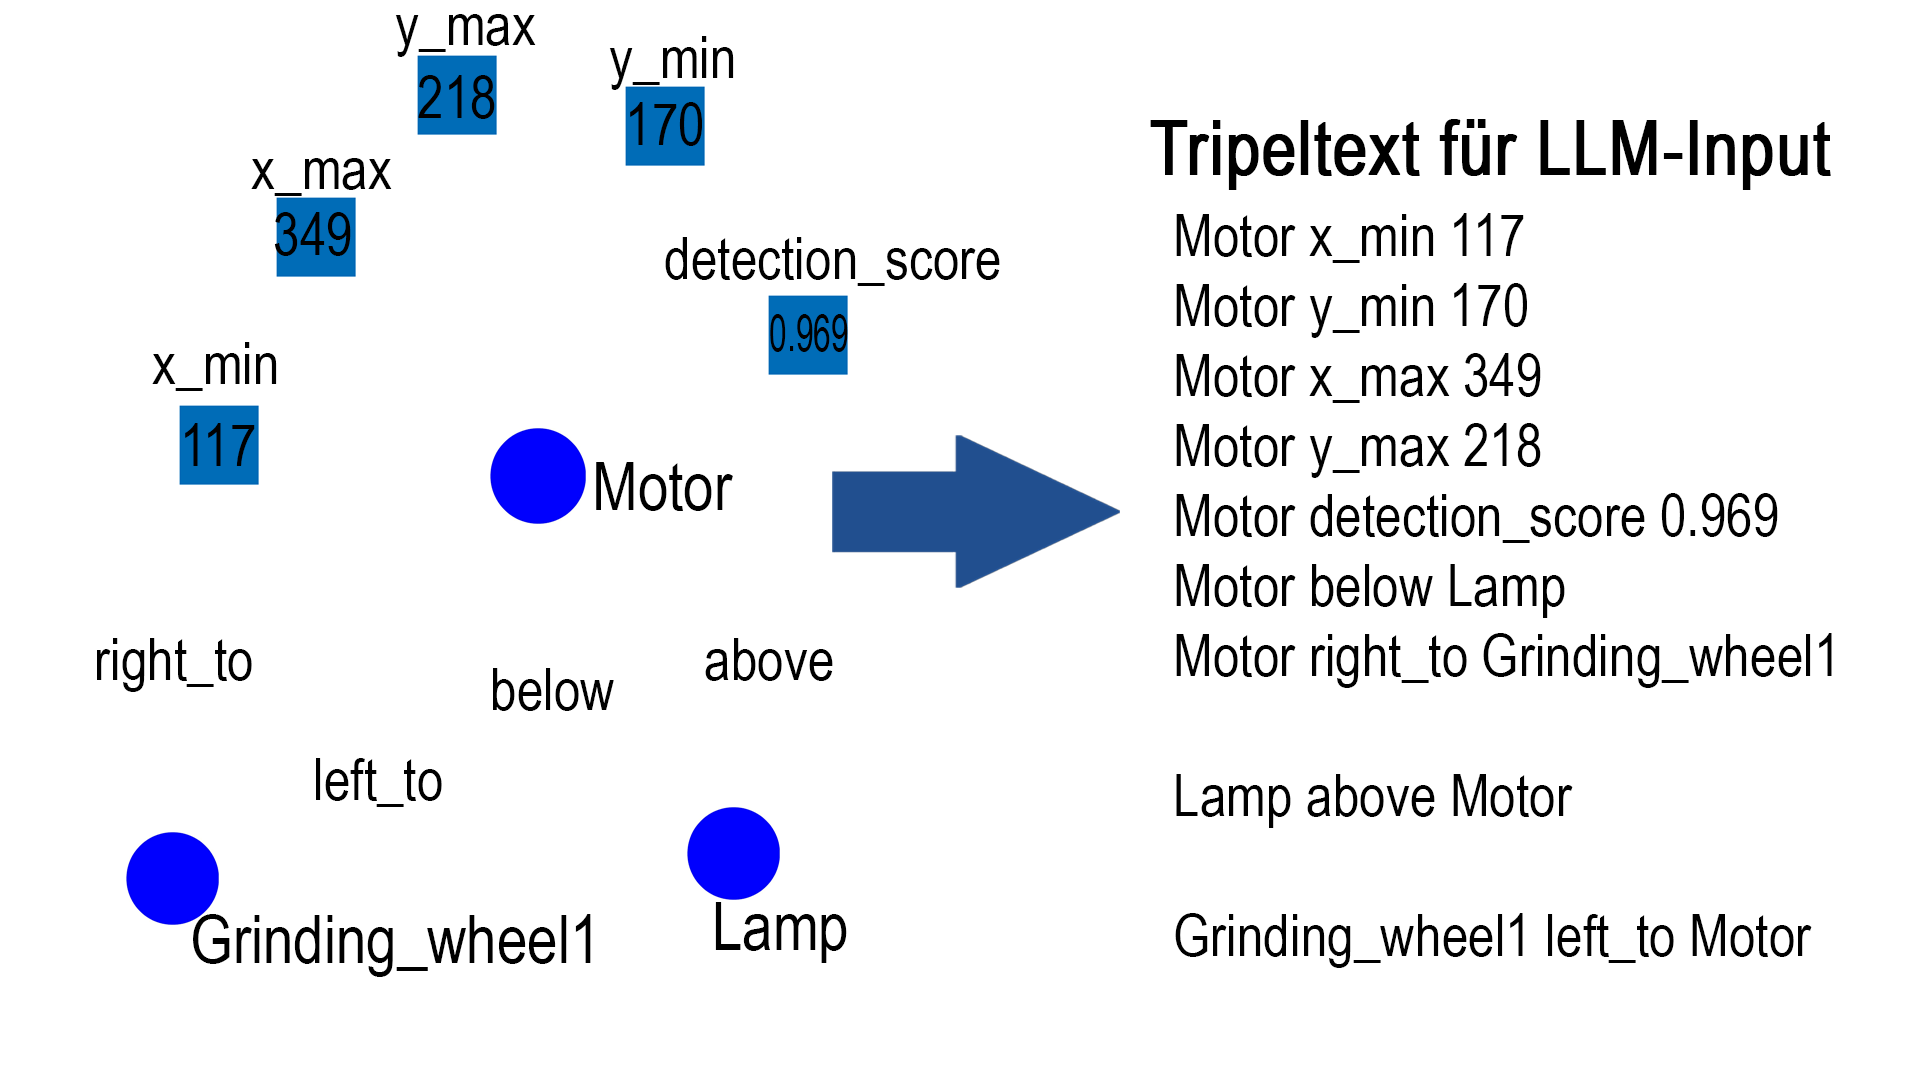 y_max
218
y_min
170
x_max
349
detection_score
0.969
x_min
117
Motor
right_to
below
above
left_to
Grinding_wheel1
Lamp
Tripeltext für LLM-Input
Motor x_min 117
Motor y_min 170
Motor x_max 349
Motor y_max 218
Motor detection_score 0.969
Motor below Lamp
Motor right_to Grinding_wheel1
Lamp above Motor
Grinding_wheel1 left_to Motor